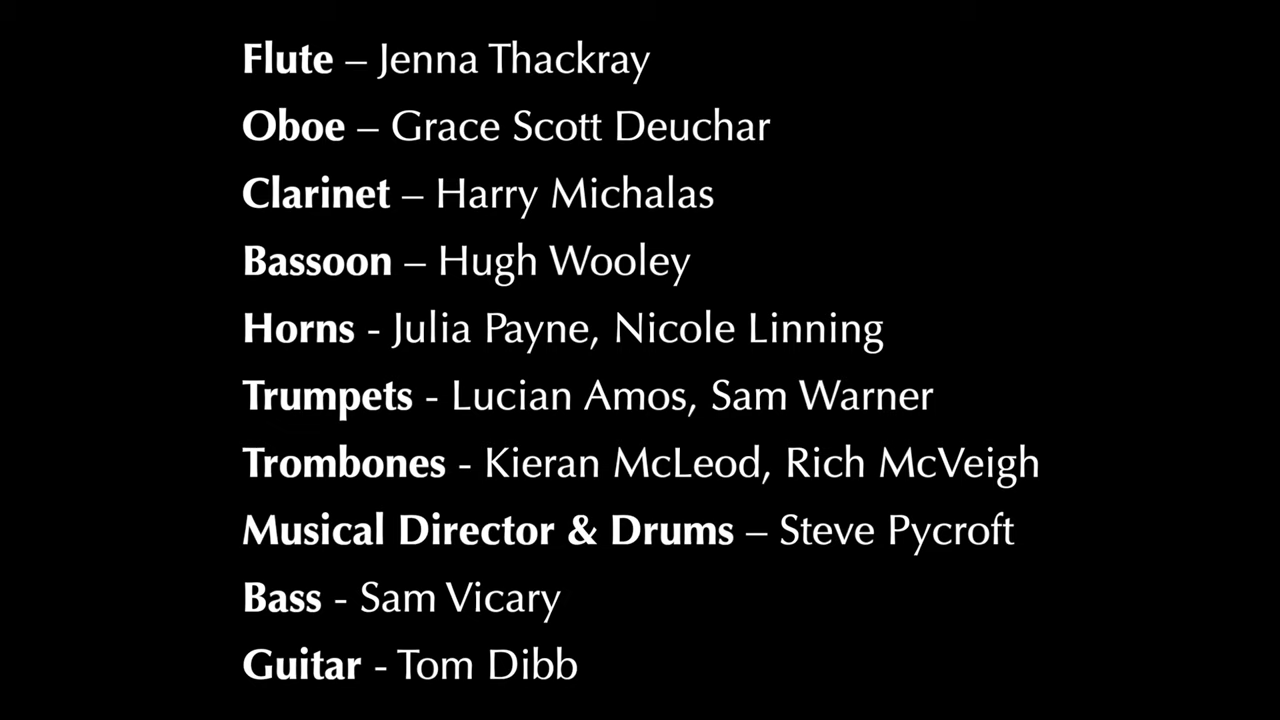 Flute – Jenna Thackray
Oboe – Grace Scott Deuchar
Clarinet – Harry Michalas
Bassoon – Hugh Wooley
Horns - Julia Payne, Nicole Linning
Trumpets - Lucian Amos, Sam Warner
Trombones - Kieran McLeod, Rich McVeigh
Musical Director & Drums – Steve Pycroft
Bass - Sam Vicary
Guitar - Tom Dibb